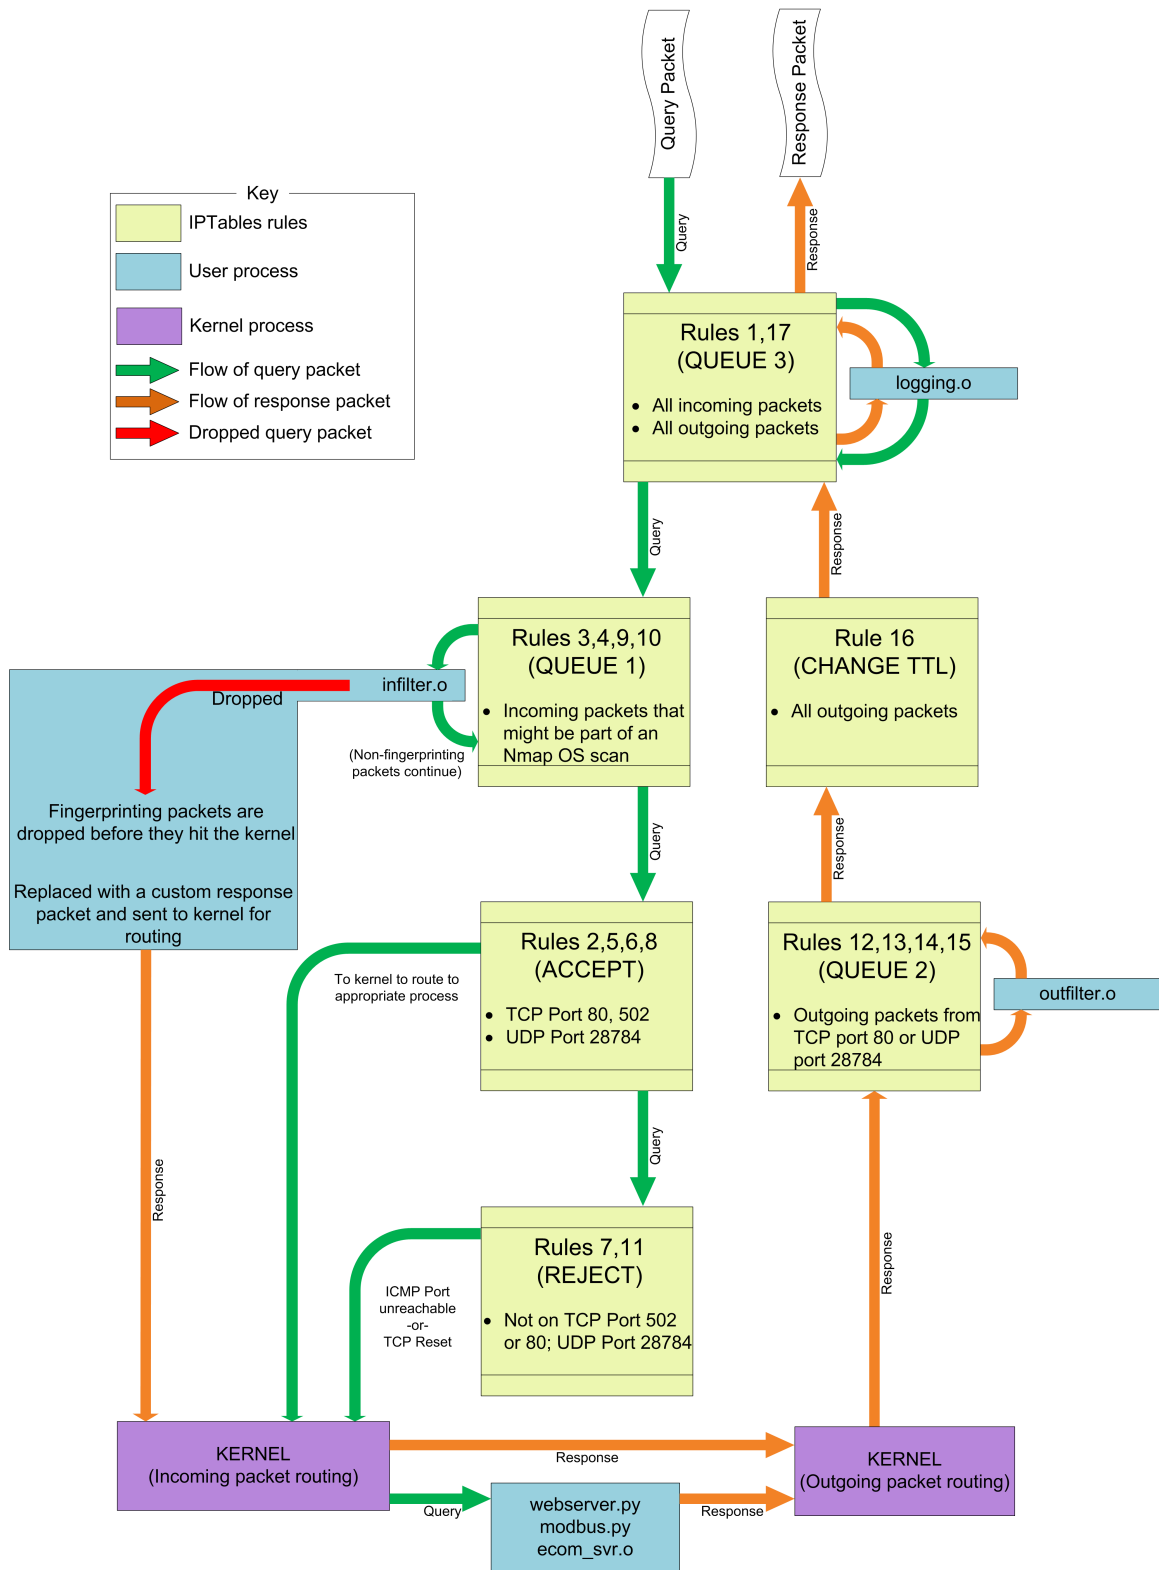 Query Packet
Response Packet
Key
IPTables rules
User process
Kernel process
Flow of query packet
Flow of response packet
Dropped query packet
Query
Response
Rules 1,17
(QUEUE 3)
• All incoming packets
• All outgoing packets
logging.o
Query
Response
Rules 3,4,9,10
(QUEUE 1)
• Incoming packets that
might be part of an
Nmap OS scan
Rule 16
(CHANGE TTL)
• All outgoing packets
infilter.o
Dropped
(Non-fingerprinting
packets continue)
Fingerprinting packets are
dropped before they hit the kernel
Replaced with a custom response
packet and sent to kernel for
routing
Query
Response
Rules 2,5,6,8
(ACCEPT)
• TCP Port 80, 502
• UDP Port 28784
To kernel to route to
appropriate process
Rules 12,13,14,15
(QUEUE 2)
• Outgoing packets from
TCP port 80 or UDP
port 28784
outfilter.o
Query
Response
Rules 7,11
(REJECT)
• Not on TCP Port 502
or 80; UDP Port 28784
ICMP Port
unreachable
-or-
TCP Reset
Response
KERNEL
(Incoming packet routing)
Response
KERNEL
(Outgoing packet routing)
Query
webserver.py
modbus.py
ecom_svr.o
Response